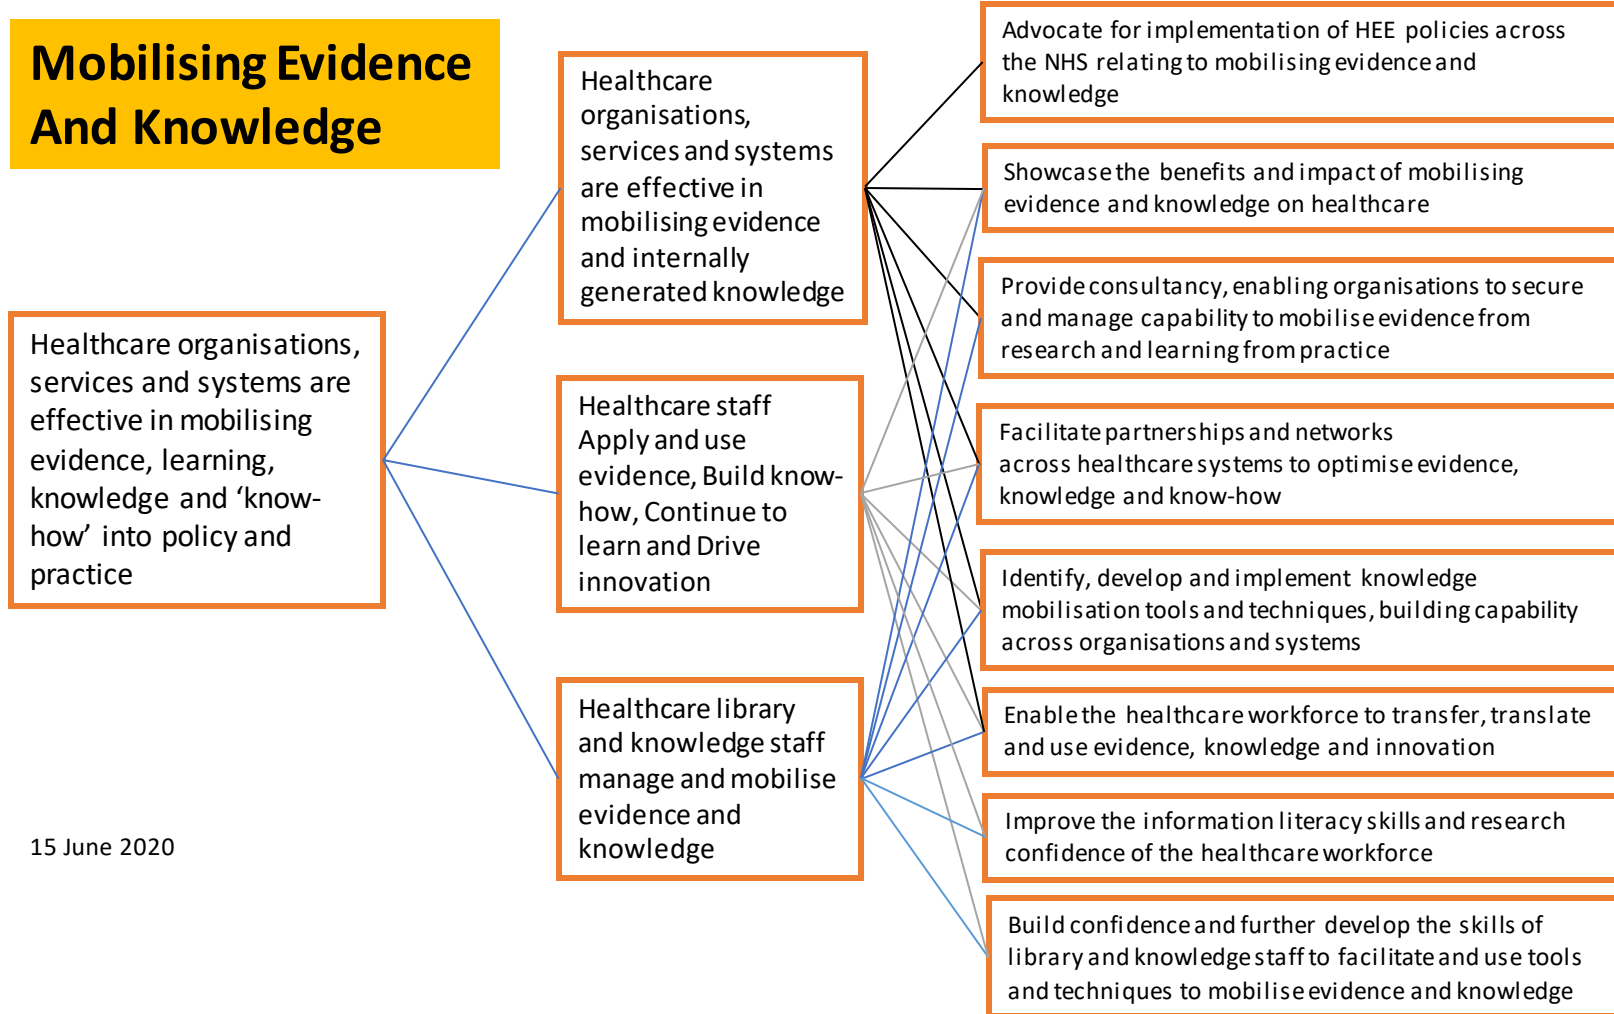 Mobilising Evidence
And Knowledge
Healthcare organisations,
services and systems are
effective in mobilising
evidence, learning,
knowledge and ‘know-
how’ into policy and
practice
15 June 2020
Healthcare
organisations,
services and systems
are effective in
mobilising evidence
and internally
generated knowledge
Healthcare staff
Apply and use
evidence, Build know-
how, Continue to
learn and Drive
innovation
Healthcare library
and knowledge staff
manage and mobilise
evidence and
knowledge
Advocate for implementation of HEE policies across
the NHS relating to mobilising evidence and
knowledge
Showcase the benefits and impact of mobilising
evidence and knowledge on healthcare
Provide consultancy, enabling organisations to secure
and manage capability to mobilise evidence from
research and learning from practice
Facilitate partnerships and networks
across healthcare systems to optimise evidence,
knowledge and know-how
Identify, develop and implement knowledge
mobilisation tools and techniques, building capability
across organisations and systems
Enable the healthcare workforce to transfer, translate
and use evidence, knowledge and innovation
Improve the information literacy skills and research
confidence of the healthcare workforce
Build confidence and further develop the skills of
library and knowledge staff to facilitate and use tools
and techniques to mobilise evidence and knowledge